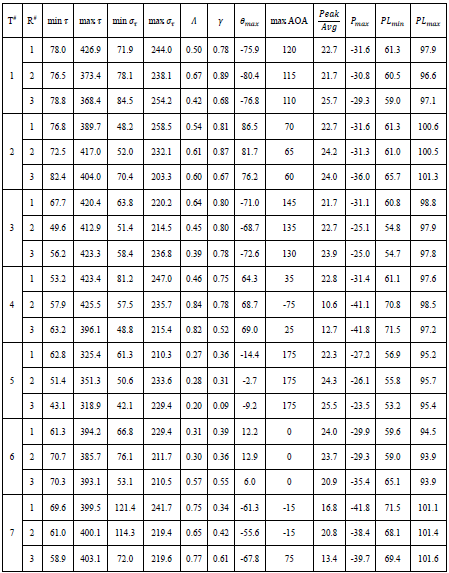 T# R# min τ max τ min σₜ max σₜ Λ γ θmax max AOA Peak/Avg Pmax PLmin PLmax
1 1 78.0 426.9 71.9 244.0 0.50 0.78 -75.9 120 22.7 -31.6 61.3 97.9
2 76.5 373.4 78.1 238.1 0.67 0.89 -80.4 115 21.7 -30.8 60.5 96.6
3 78.8 368.4 84.5 254.2 0.42 0.68 -76.8 110 25.7 -29.3 59.0 97.1
2 1 76.8 389.7 48.2 258.5 0.54 0.81 86.5 70 22.7 -31.6 61.3 100.6
2 72.5 417.0 52.0 232.1 0.61 0.87 81.7 65 24.2 -31.3 61.0 100.5
3 82.4 404.0 70.4 203.3 0.60 0.67 76.2 60 24.0 -36.0 65.7 101.3
3 1 67.7 420.4 63.8 220.2 0.64 0.80 -71.0 145 21.7 -31.1 60.8 98.8
2 49.6 412.9 51.4 214.5 0.45 0.80 -68.7 135 22.7 -25.1 54.8 97.9
3 56.2 423.3 58.4 236.8 0.39 0.78 -72.6 130 23.9 -25.0 54.7 97.8
4 1 53.2 423.4 81.2 247.0 0.46 0.75 64.3 35 22.8 -31.4 61.1 97.6
2 57.9 425.5 57.5 235.7 0.84 0.78 68.7 -75 10.6 -41.1 70.8 98.5
3 63.2 396.1 48.8 215.4 0.82 0.52 69.0 25 12.7 -41.8 71.5 97.2
5 1 62.8 325.4 61.3 210.3 0.27 0.36 -14.4 175 22.3 -27.2 56.9 95.2
2 51.4 351.3 50.6 233.6 0.28 0.31 -2.7 175 24.3 -26.1 55.8 95.7
3 43.1 318.9 42.1 229.4 0.20 0.09 -9.2 175 25.5 -23.5 53.2 95.4
6 1 61.3 394.2 66.8 229.4 0.31 0.39 12.2 0 24.0 -29.9 59.6 94.5
2 70.7 385.7 76.1 211.7 0.30 0.36 12.9 0 23.7 -29.3 59.0 93.9
3 70.3 393.1 53.1 210.5 0.57 0.55 6.0 0 20.9 -35.4 65.1 93.9
7 1 69.6 399.5 121.4 241.7 0.75 0.34 -61.3 -15 16.8 -41.8 71.5 101.1
2 61.0 400.1 114.3 219.4 0.65 0.42 -55.6 -15 20.8 -38.4 68.1 101.4
3 58.9 403.1 72.0 219.6 0.77 0.61 -67.8 75 13.4 -39.7 69.4 101.6